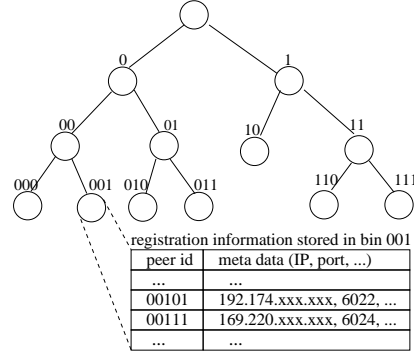 0 1
00 01 10 11
000 001 010 011 110 111
registration information stored in bin 001
peer id meta data (IP, port, ...)
... ...
00101 192.174.xxx.xxx, 6022, ...
00111 169.220.xxx.xxx, 6024, ...
... ...